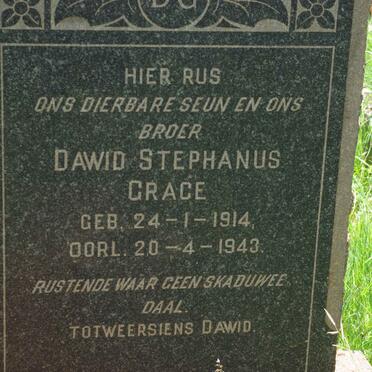 HIER RUS
ONS DIERBARE SEUN EN ONS
BROER
DAWID STEPHANUS
GRACE
GEB. 24-1-1914,
OORL. 20-4-1943.
RUSTENDE WAAR GEEN SKADUWEE
DAAL.
TOTWEERSIENS DAWID.